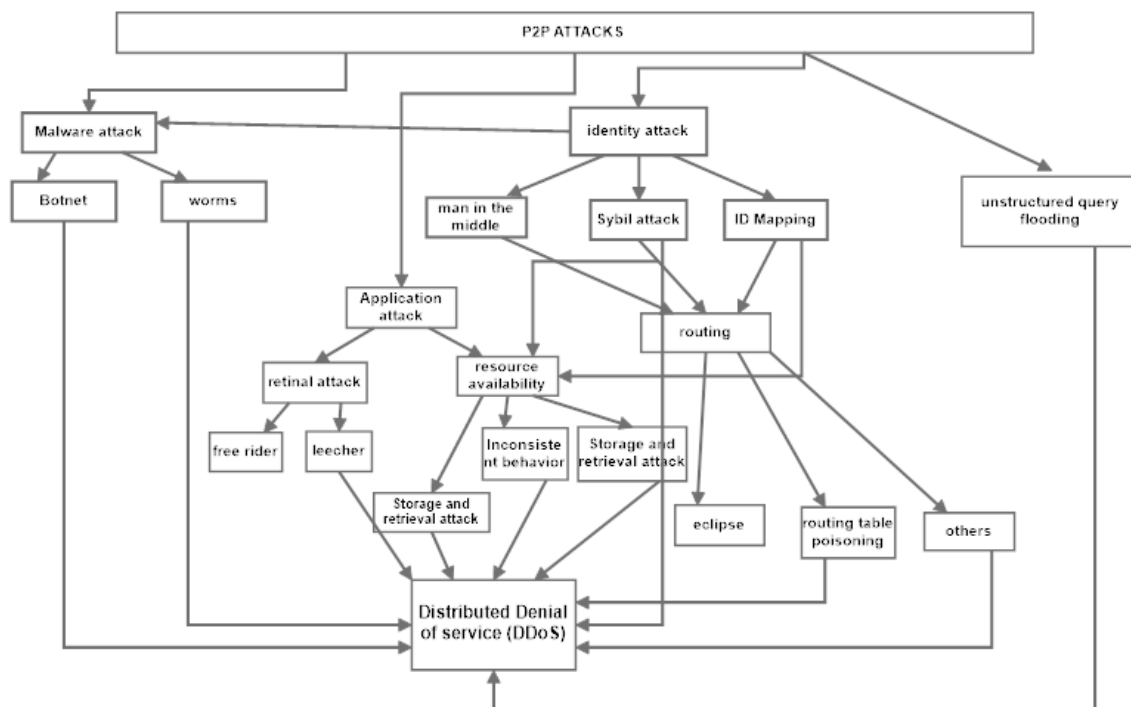 P2P ATTACKS
Malware attack
identity attack
Botnet
worms
man in the
middle
Sybil attack
ID Mapping
unstructured query
flooding
Application
attack
routing
retinal attack
resource
availability
free rider
leecher
Inconsiste
nt behavior
Storage and
retrieval attack
Storage and
retrieval attack
eclipse
routing table
poisoning
others
Distributed Denial
of service (DDoS)